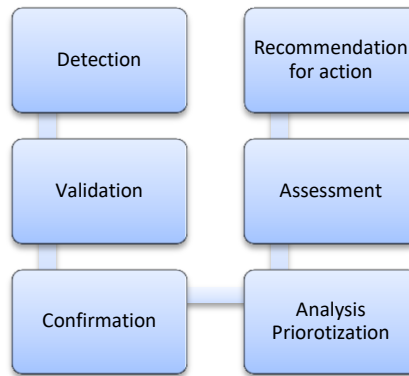 Detection
Validation
Confirmation
Analysis
Priorotization
Assessment
Recommendation
for action